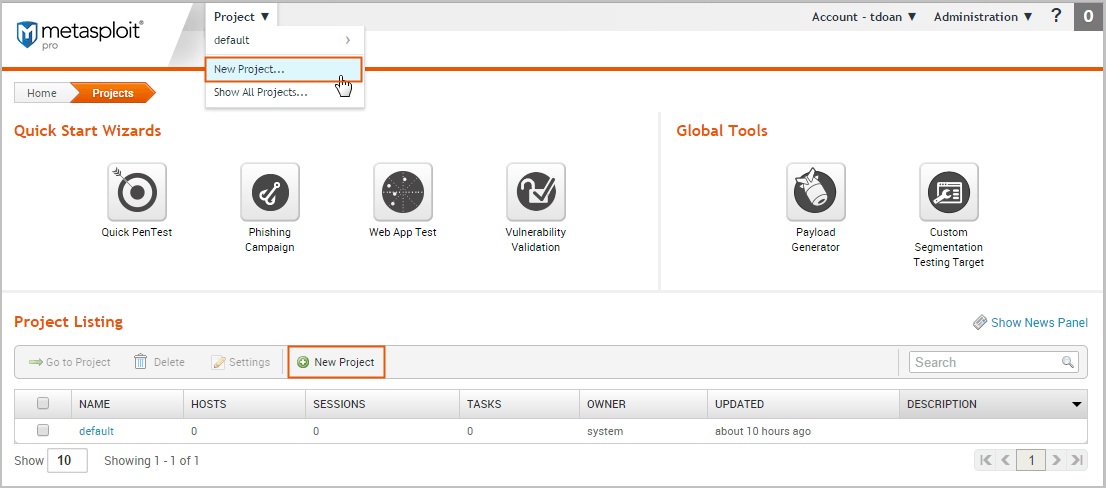 metasploit®
pro
Project ▼
Account - tdoan ▼
Administration ▼
?
0
default
New Project...
Show All Projects...
Home
Projects
Quick Start Wizards
Global Tools
Quick PenTest
Phishing
Campaign
Web App Test
Vulnerability
Validation
Payload
Generator
Custom
Segmentation
Testing Target
Project Listing
Show News Panel
Go to Project
Delete
Settings
New Project
Search
NAME HOSTS SESSIONS TASKS OWNER UPDATED DESCRIPTION
default 0 0 0 system about 10 hours ago
Show 10 Showing 1 - 1 of 1
1